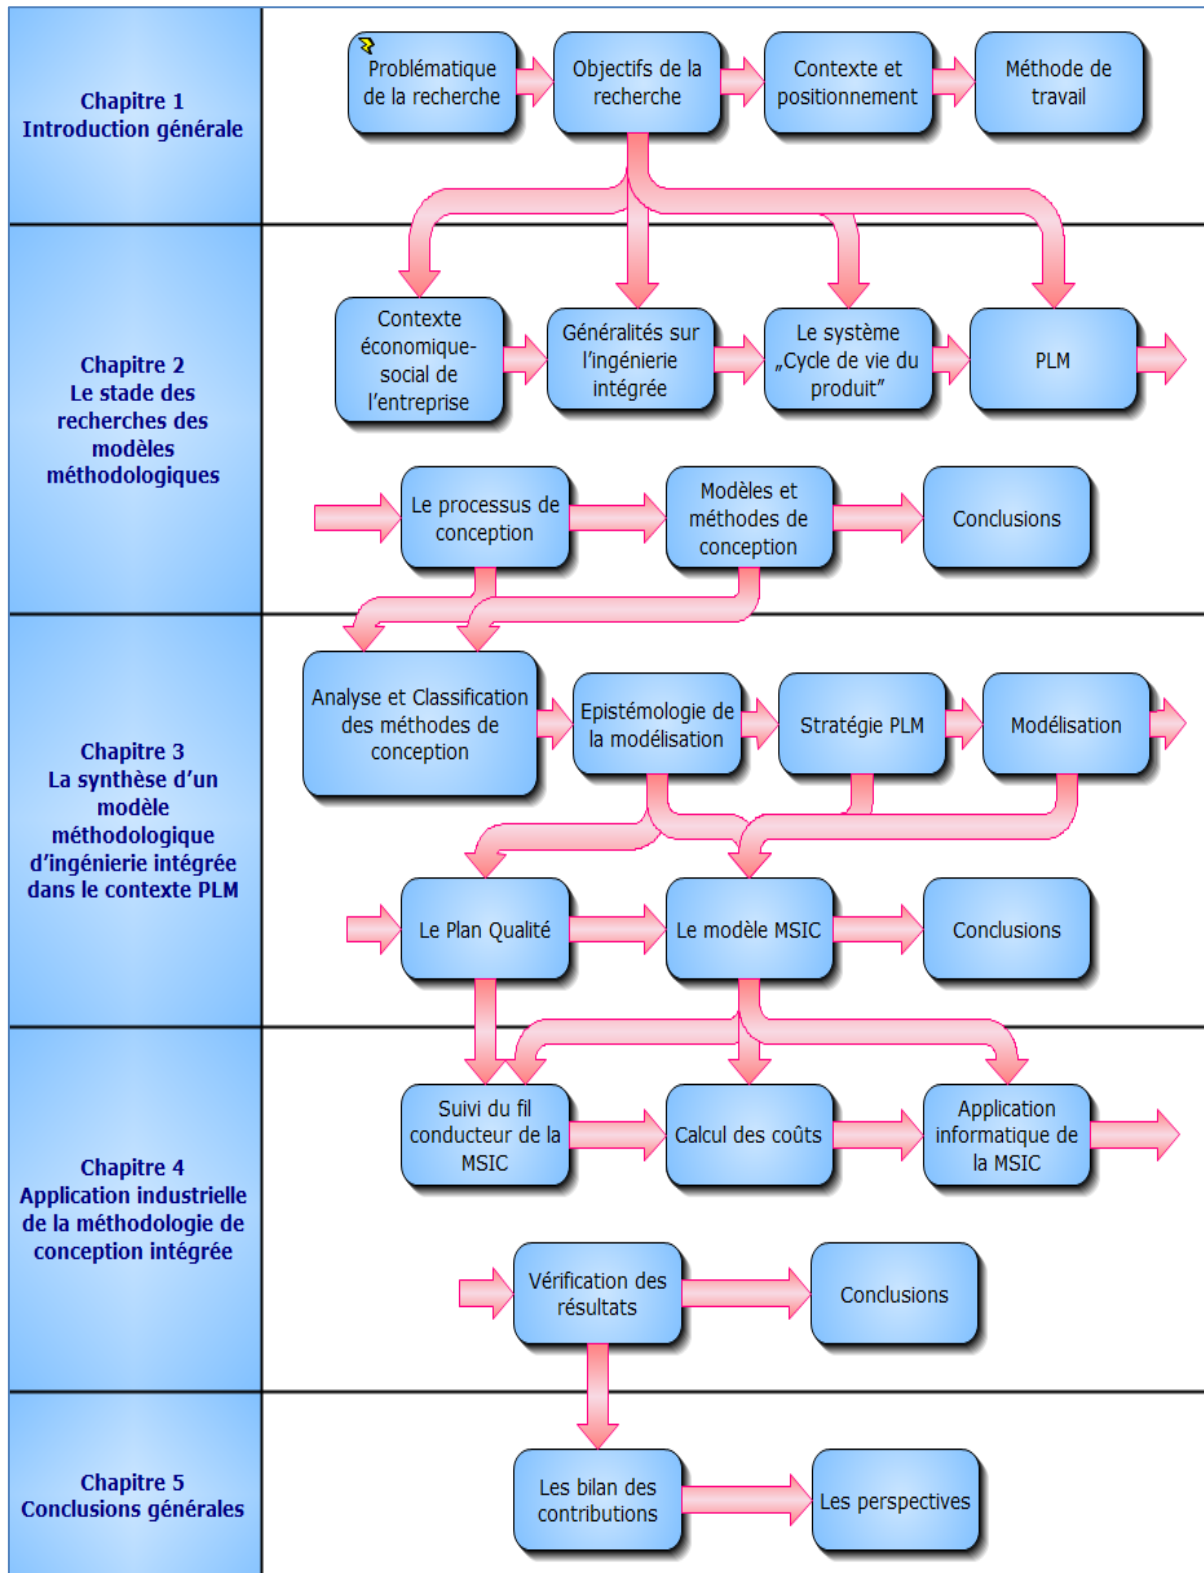 Chapitre 1
Introduction générale
Problématique
de la recherche
Objectifs de la
recherche
Contexte et
positionnement
Méthode de
travail
Chapitre 2
Le stade des
recherches des
modèles
méthodologiques
Contexte
économique-
social de
l'entreprise
Généralités sur
l'ingénierie
intégrée
Le système
„Cycle de vie du
produit”
PLM
Le processus de
conception
Modèles et
méthodes de
conception
Conclusions
Chapitre 3
La synthèse d'un
modèle
méthodologique
d'ingénierie intégrée
dans le contexte PLM
Analyse et Classification
des méthodes de
conception
Epistémologie de
la modélisation
Stratégie PLM
Modélisation
Le Plan Qualité
Le modèle MSIC
Conclusions
Chapitre 4
Application industrielle
de la méthodologie de
conception intégrée
Suivi du fil
conducteur de la
MSIC
Calcul des coûts
Application
informatique de
la MSIC
Vérification des
résultats
Conclusions
Chapitre 5
Conclusions générales
Les bilan des
contributions
Les perspectives